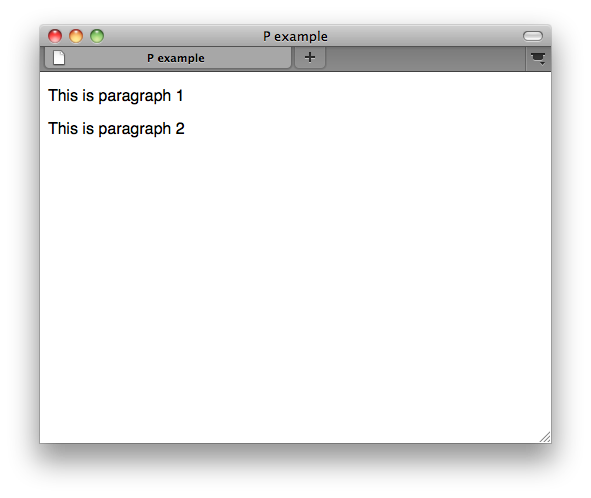 P example
P example
This is paragraph 1
This is paragraph 2